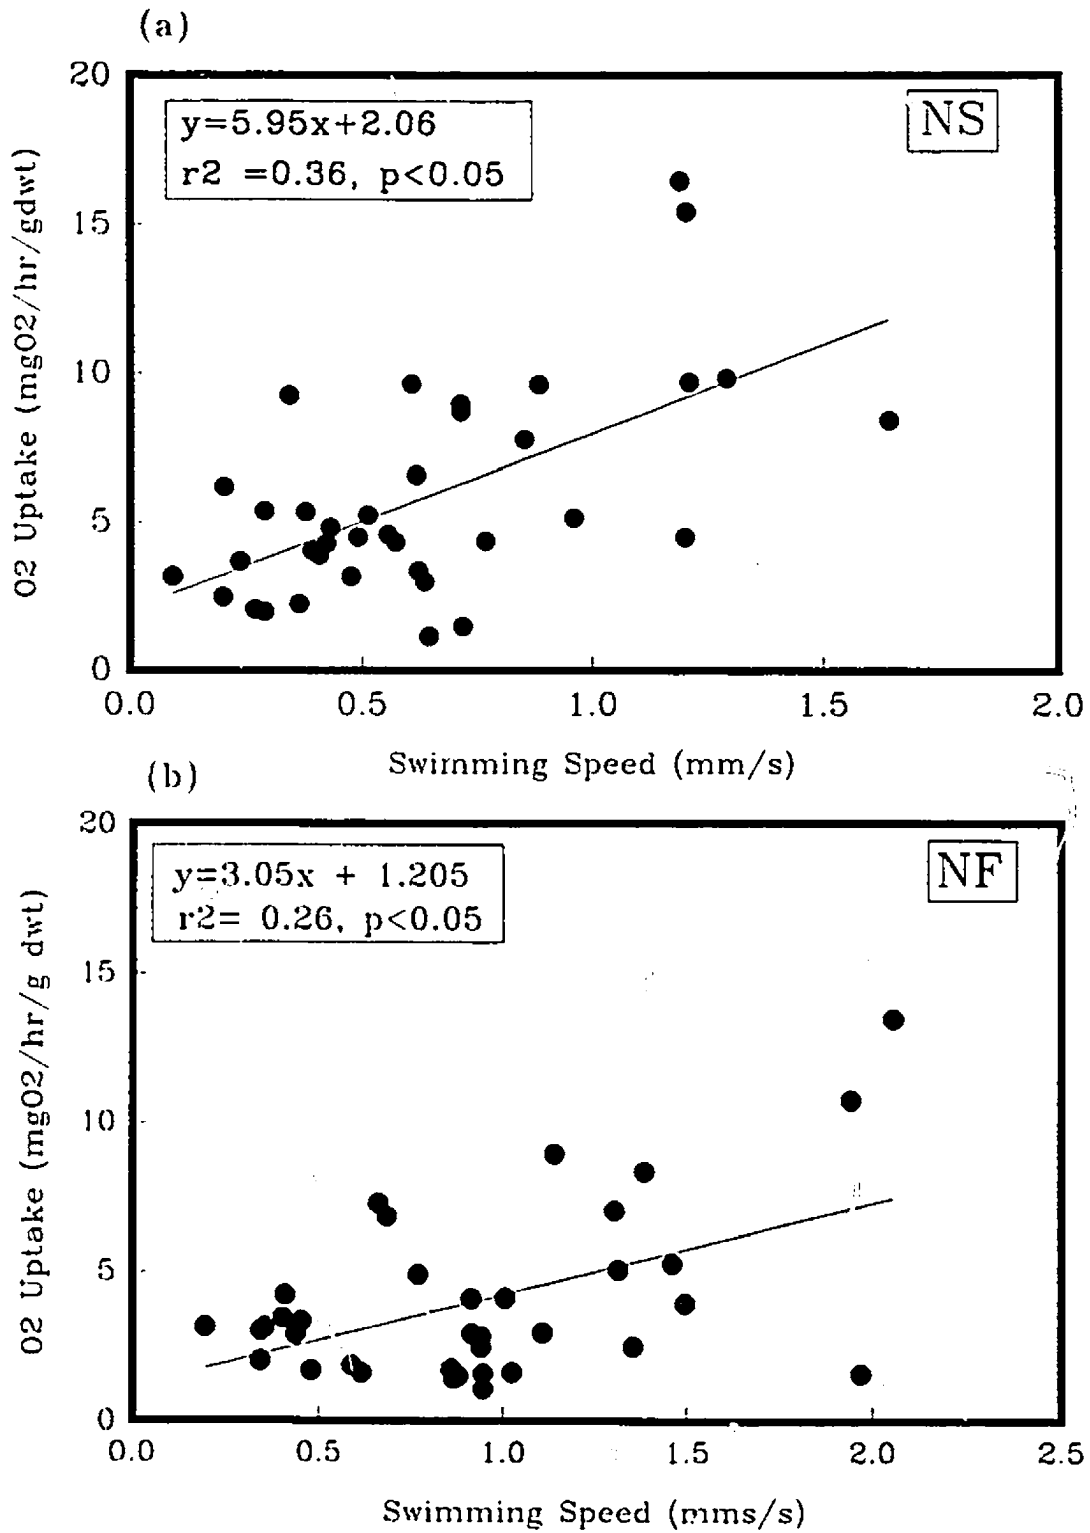 (a)
20
15
10
5
0
y=5.95x+2.06
r2 =0.36, p<0.05
NS
O2 Uptake (mgO2/hr/gdwt)
0.0 0.5 1.0 1.5 2.0
Swimming Speed (mm/s)
(b)
20
15
10
5
0
y=3.05x + 1.205
r2= 0.26, p<0.05
NF
O2 Uptake (mgO2/hr/g dwt)
0.0 0.5 1.0 1.5 2.0 2.5
Swimming Speed (mms/s)